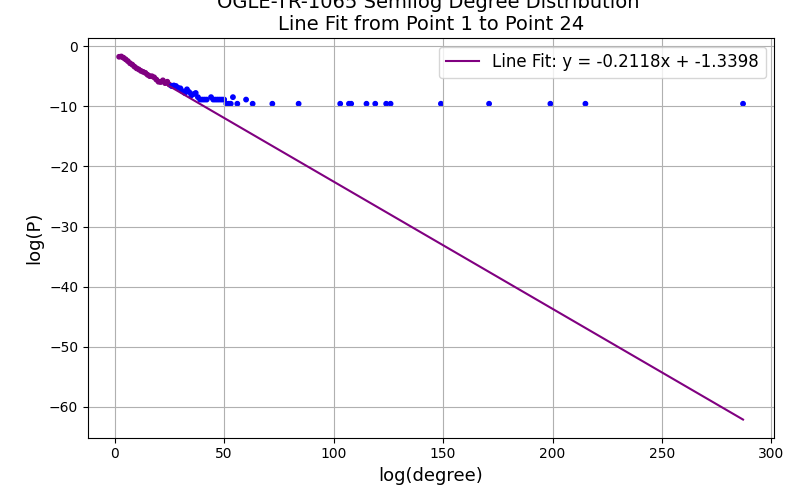 OGLE-TR-1065 Semilog Degree Distribution
Line Fit from Point 1 to Point 24
Line Fit: y = -0.2118x + -1.3398
0
−10
−20
−30
−40
−50
−60
log(P)
0 50 100 150 200 250 300
log(degree)